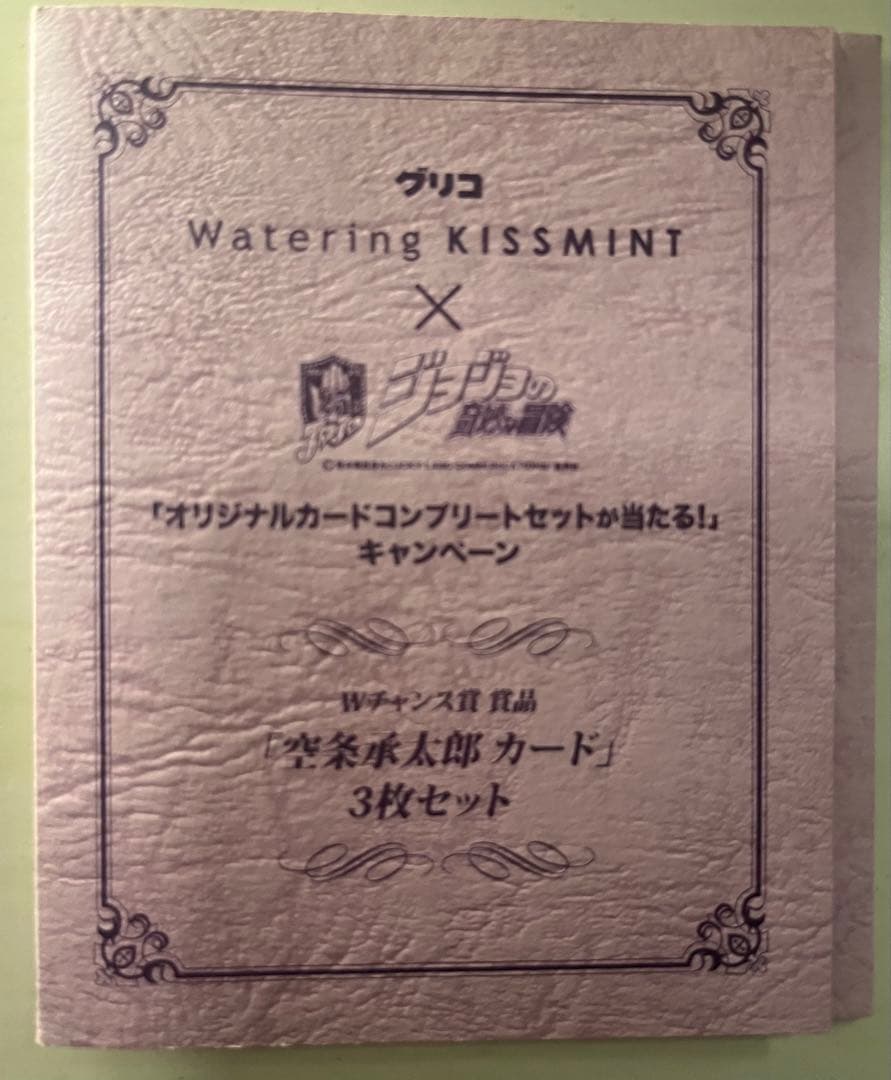 グリコ
Watering KISSMINT
×
ジョジョの
奇妙な冒険
「オリジナルカードコンプリートセットが当たる!」
キャンペーン
Wチャンス賞 賞品
「空条承太郎 カード」
3枚セット